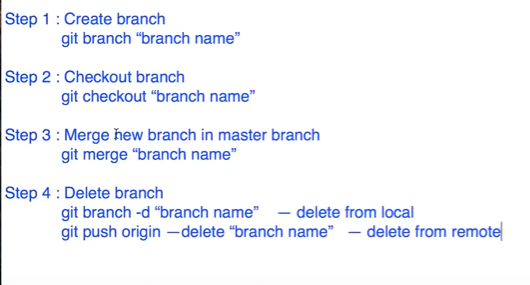 Step 1 : Create branch
git branch “branch name”
Step 2 : Checkout branch
git checkout “branch name”
Step 3 : Merge new branch in master branch
git merge “branch name”
Step 4 : Delete branch
git branch -d “branch name” — delete from local
git push origin —delete “branch name” — delete from remote